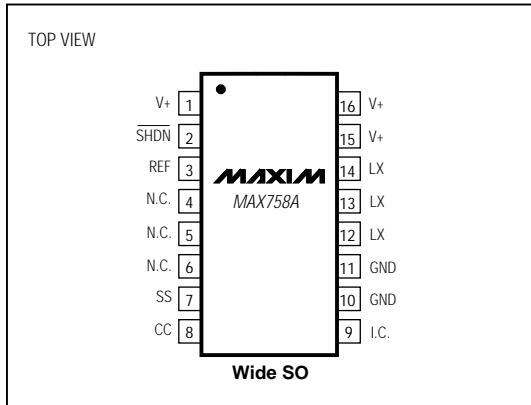 TOP VIEW
V+ 1 16 V+
SHDN 2 15 V+
REF 3 14 LX
N.C. 4 MAXIM 13 LX
N.C. 5 MAX758A 12 LX
N.C. 6 11 GND
SS 7 10 GND
CC 8 9 I.C.
Wide SO